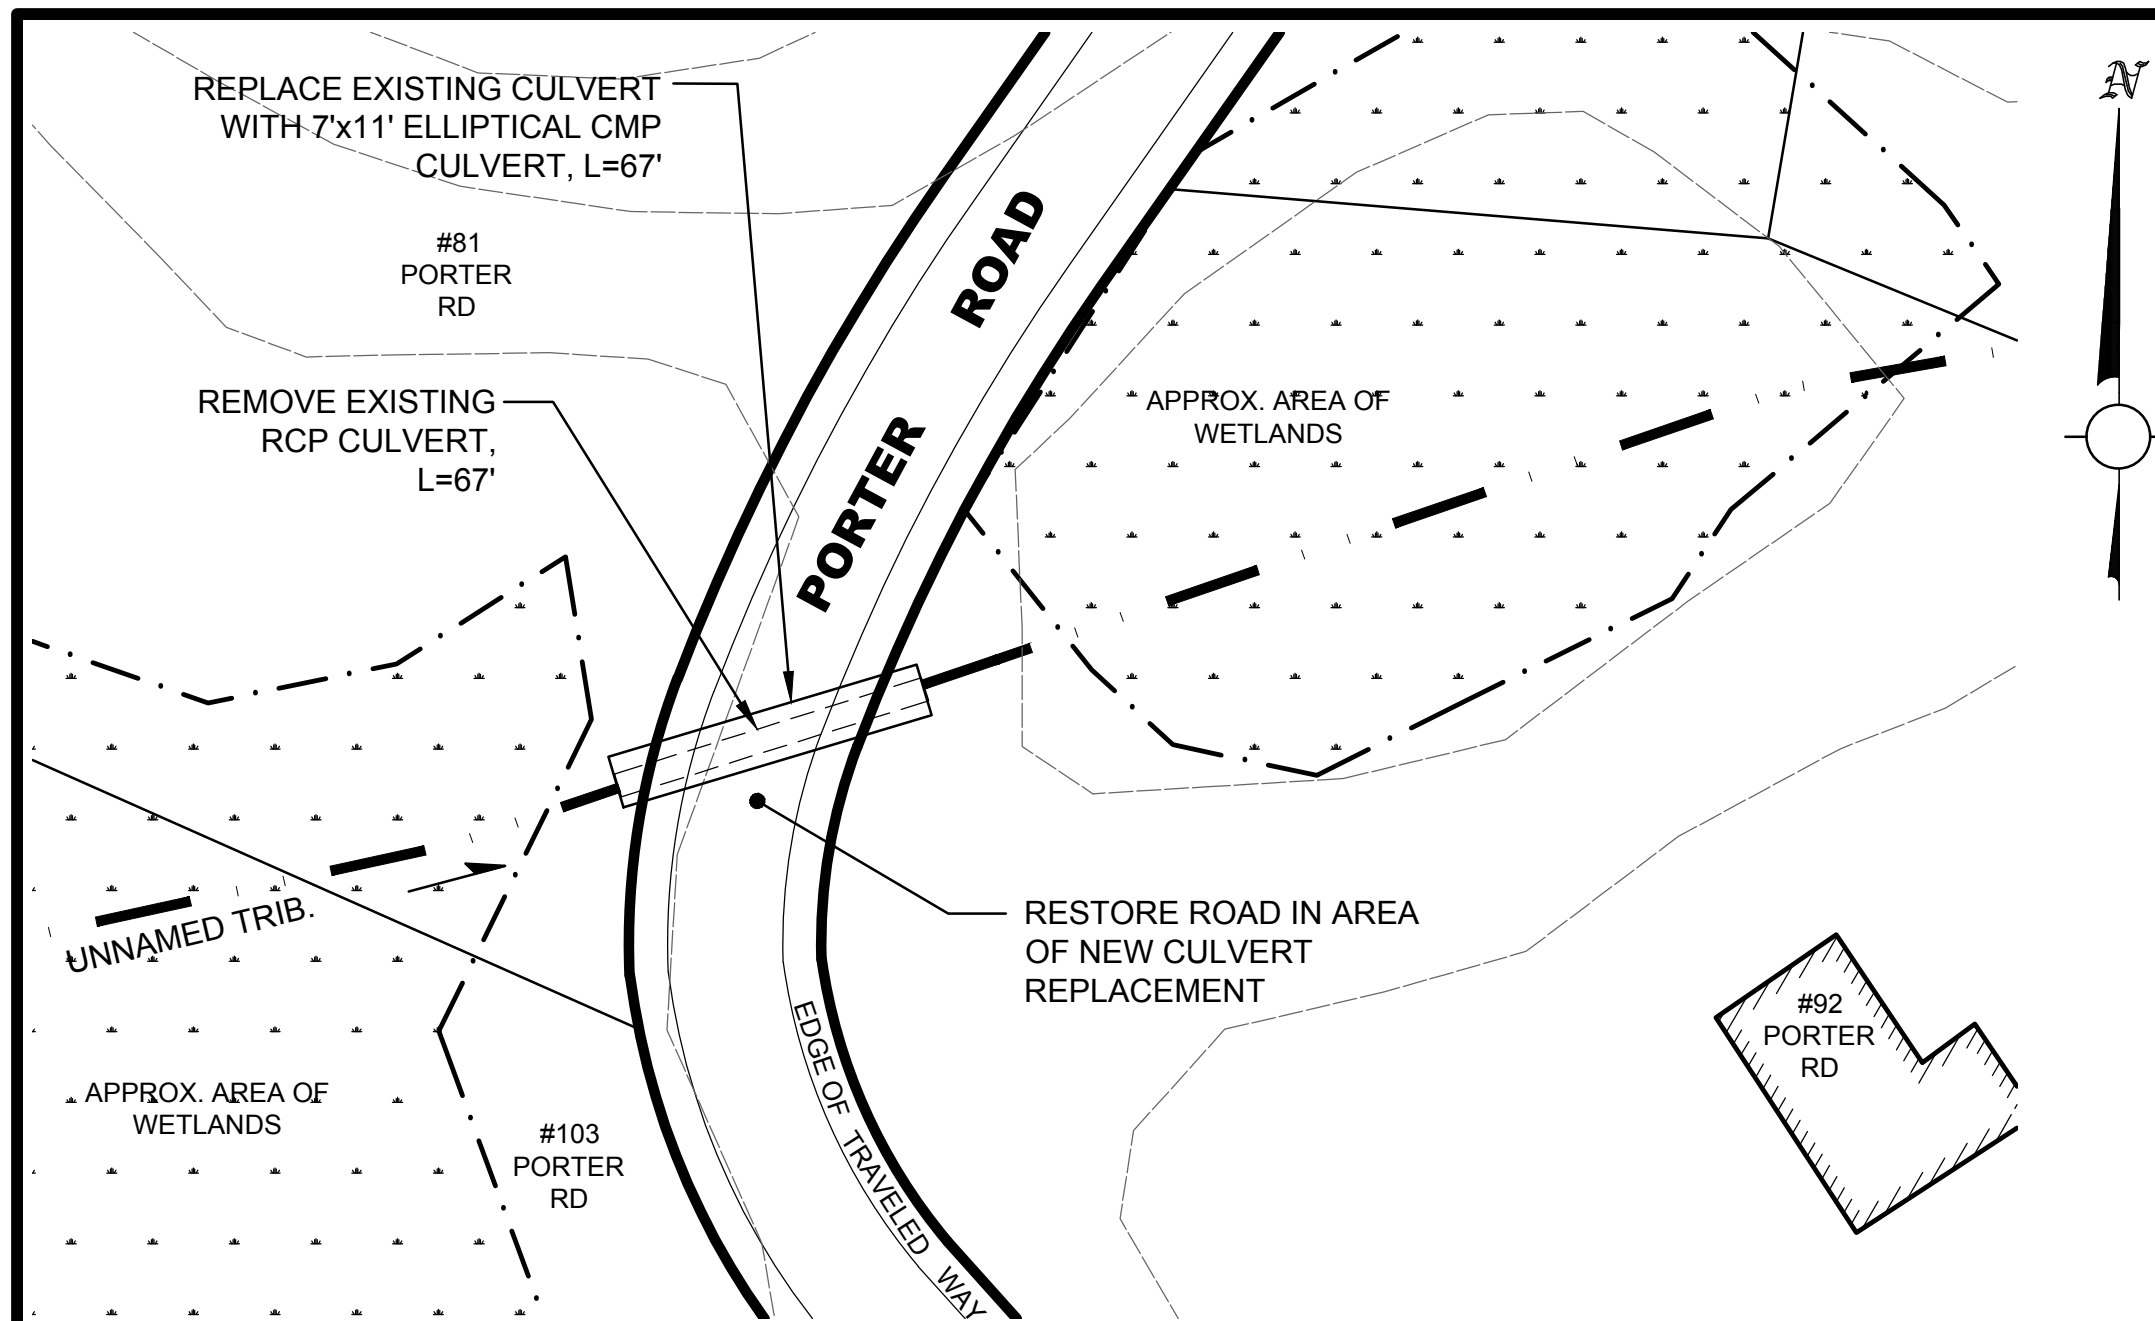 REPLACE EXISTING CULVERT
WITH 7'x11' ELLIPTICAL CMP
CULVERT, L=67'
N
#81
PORTER
RD
PORTER ROAD
REMOVE EXISTING
RCP CULVERT,
L=67'
APPROX. AREA OF
WETLANDS
UNNAMED TRIB.
RESTORE ROAD IN AREA
OF NEW CULVERT
REPLACEMENT
#92
PORTER
RD
EDGE OF TRAVELED WAY
APPROX. AREA OF
WETLANDS
#103
PORTER
RD